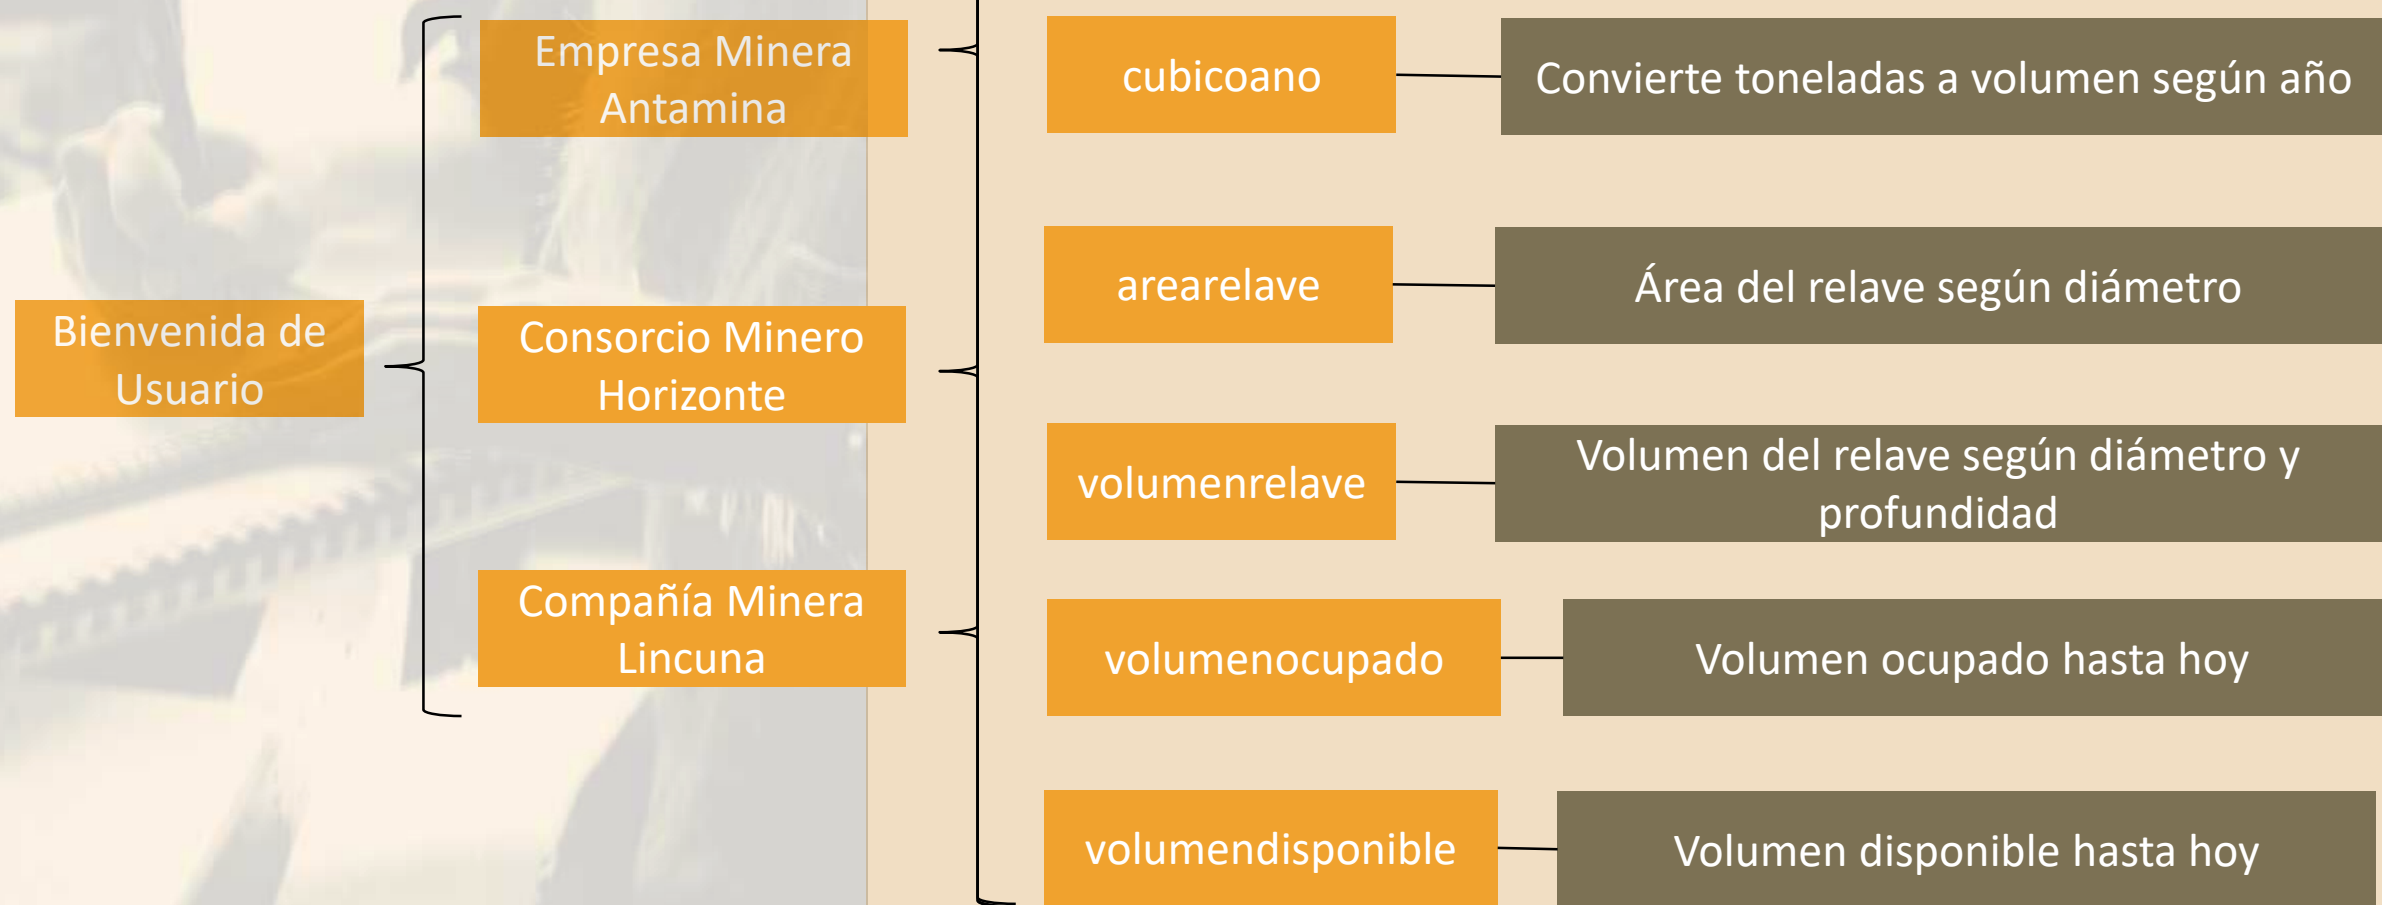 Bienvenida de
Usuario
Empresa Minera
Antamina
Consorcio Minero
Horizonte
Compañía Minera
Lincuna
cubicoano
Convierte toneladas a volumen según año
arearelave
Área del relave según diámetro
volumenrelave
Volumen del relave según diámetro y
profundidad
volumenocupado
Volumen ocupado hasta hoy
volumendisponible
Volumen disponible hasta hoy